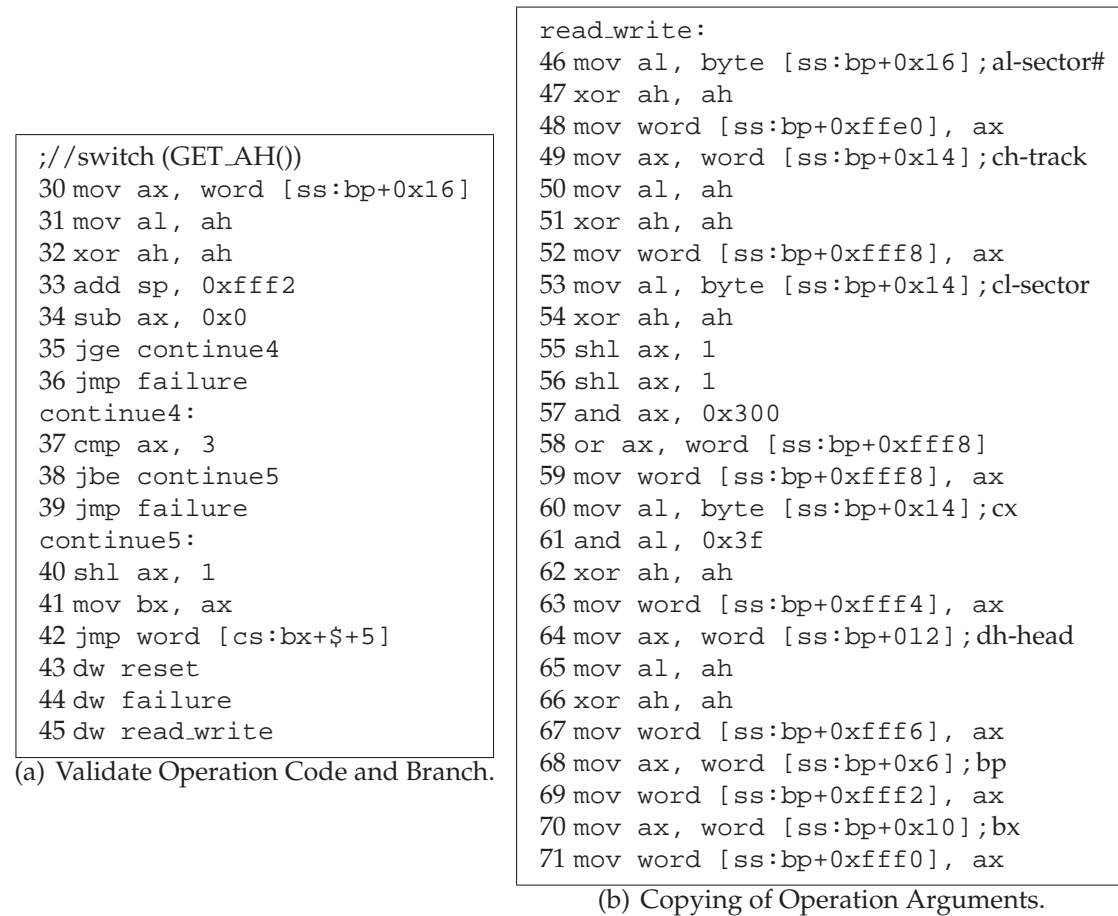 ;//switch (GET_AH())
30 mov ax, word [ss:bp+0x16]
31 mov al, ah
32 xor ah, ah
33 add sp, 0xfff2
34 sub ax, 0x0
35 jge continue4
36 jmp failure
continue4:
37 cmp ax, 3
38 jbe continue5
39 jmp failure
continue5:
40 shl ax, 1
41 mov bx, ax
42 jmp word [cs:bx+$+5]
43 dw reset
44 dw failure
45 dw read_write
(a) Validate Operation Code and Branch.
read_write:
46 mov al, byte [ss:bp+0x16];al-sector#
47 xor ah, ah
48 mov word [ss:bp+0xffe0], ax
49 mov ax, word [ss:bp+0x14];ch-track
50 mov al, ah
51 xor ah, ah
52 mov word [ss:bp+0xfff8], ax
53 mov al, byte [ss:bp+0x14];cl-sector
54 xor ah, ah
55 shl ax, 1
56 shl ax, 1
57 and ax, 0x300
58 or ax, word [ss:bp+0xfff8]
59 mov word [ss:bp+0xfff8], ax
60 mov al, byte [ss:bp+0x14];cx
61 and al, 0x3f
62 xor ah, ah
63 mov word [ss:bp+0xfff4], ax
64 mov ax, word [ss:bp+012];dh-head
65 mov al, ah
66 xor ah, ah
67 mov word [ss:bp+0xfff6], ax
68 mov ax, word [ss:bp+0x6];bp
69 mov word [ss:bp+0xfff2], ax
70 mov ax, word [ss:bp+0x10];bx
71 mov word [ss:bp+0xfff0], ax
(b) Copying of Operation Arguments.